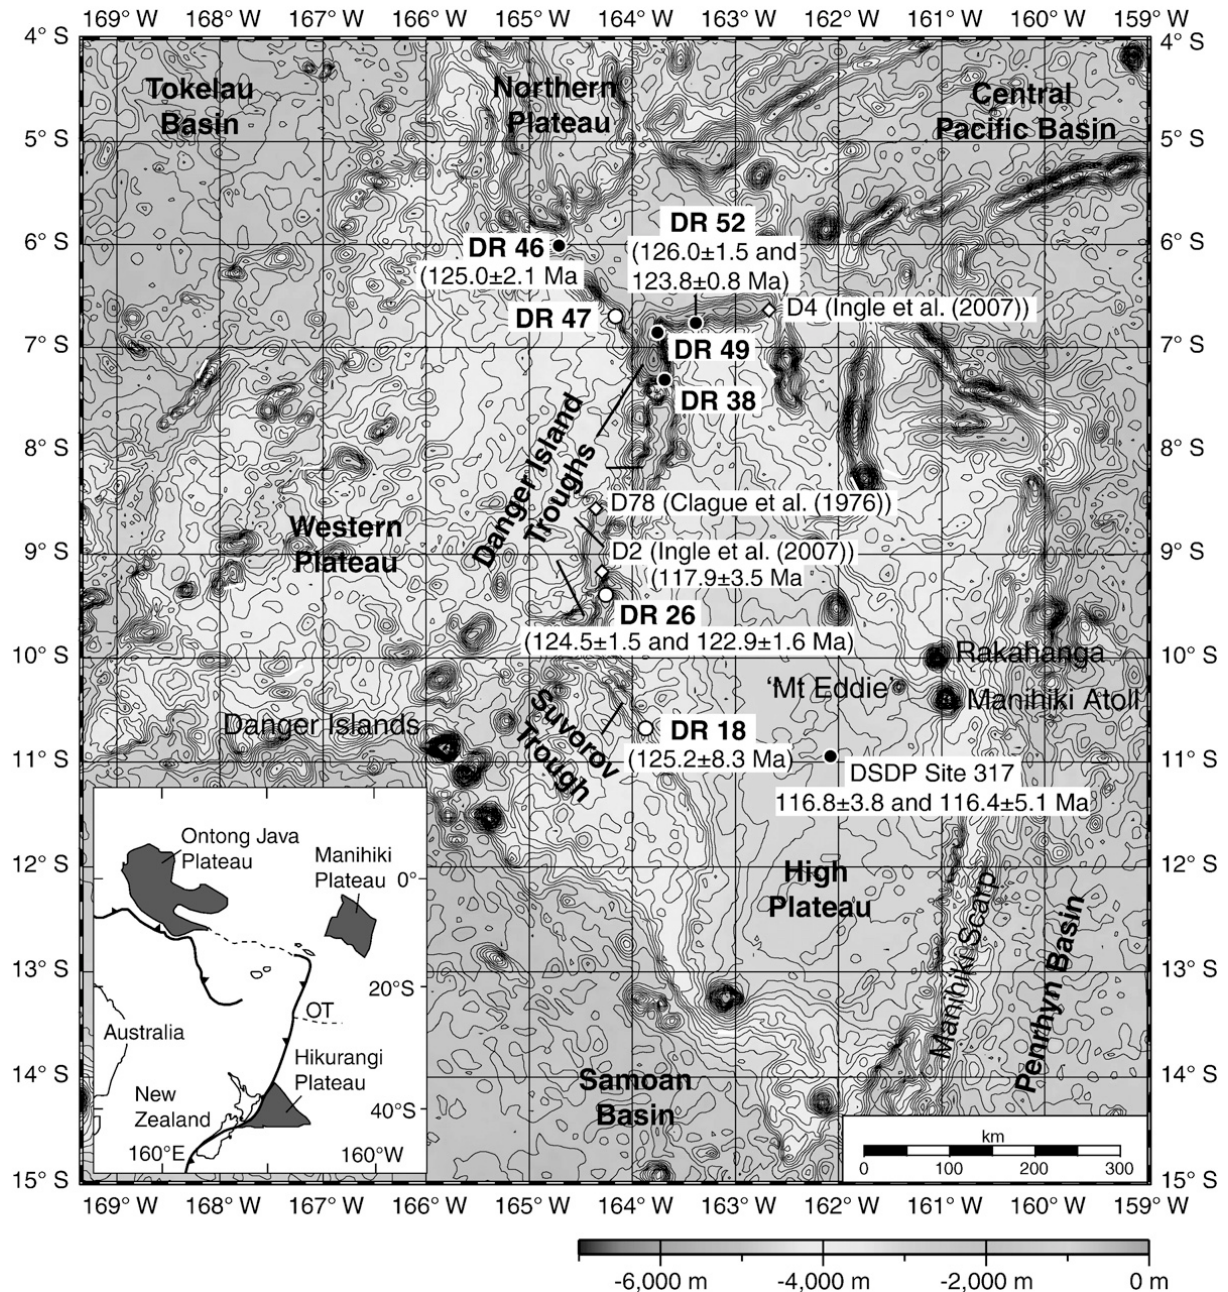 169° W 168° W 167° W 166° W 165° W 164° W 163° W 162° W 161° W 160° W 159° W
4° S
4° S
Tokelau
Basin
Northern
Plateau
Central
Pacific Basin
5° S
5° S
DR 52
(126.0±1.5 and
123.8±0.8 Ma)
6° S
6° S
DR 46
(125.0±2.1 Ma
DR 47
D4 (Ingle et al. (2007))
7° S
7° S
DR 49
DR 38
Danger Island
Troughs
8° S
8° S
D78 (Clague et al. (1976))
Western
Plateau
9° S
9° S
D2 (Ingle et al. (2007))
(117.9±3.5 Ma
DR 26
(124.5±1.5 and 122.9±1.6 Ma)
10° S
10° S
Rakahanga
'Mt Eddie'
Manihiki Atoll
Danger Islands
Suvorov
Trough
DR 18
(125.2±8.3 Ma)
11° S
11° S
DSDP Site 317
116.8±3.8 and 116.4±5.1 Ma
12° S
12° S
High
Plateau
Manihiki Scarp
Penrhyn Basin
13° S
13° S
14° S
14° S
Samoan
Basin
15° S
15° S
Ontong Java
Plateau
Manihiki
Plateau
0°
20°S
OT
Australia
Hikurangi
Plateau
New
Zealand
40°S
160°E
160°W
km
0 100 200 300
169° W 168° W 167° W 166° W 165° W 164° W 163° W 162° W 161° W 160° W 159° W
-6,000 m -4,000 m -2,000 m 0 m